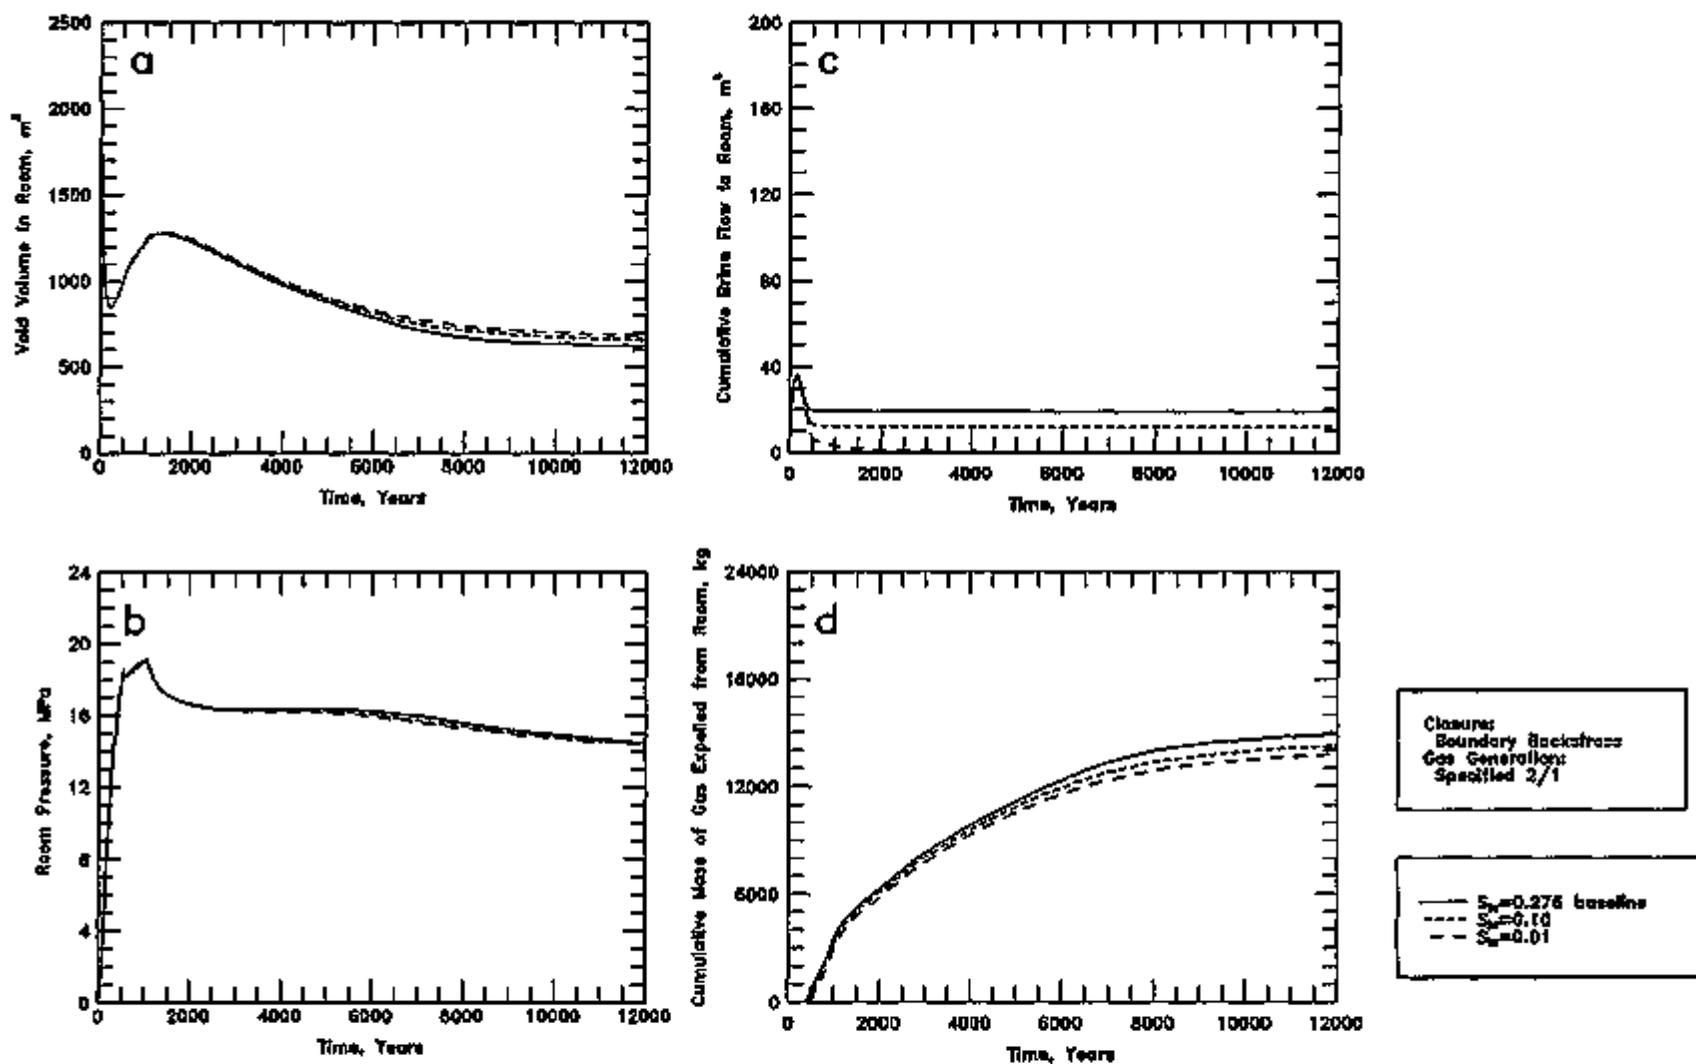 a
2500
2000
1500
1000
500
0
Void Volume in Room, m³
0 2000 4000 6000 8000 10000 12000
Time, Years
c
200
160
120
80
40
0
Cumulative Brine Flow to Room, m³
0 2000 4000 6000 8000 10000 12000
Time, Years
b
24
20
16
12
8
4
0
Room Pressure, MPa
0 2000 4000 6000 8000 10000 12000
Time, Years
d
24000
18000
12000
6000
0
Cumulative Mass of Gas Expelled from Room, kg
0 2000 4000 6000 8000 10000 12000
Time, Years
Closure:
Boundary Backstress
Gas Generation:
Specified 2/1
=0.276 baseline
=0.10
=0.01